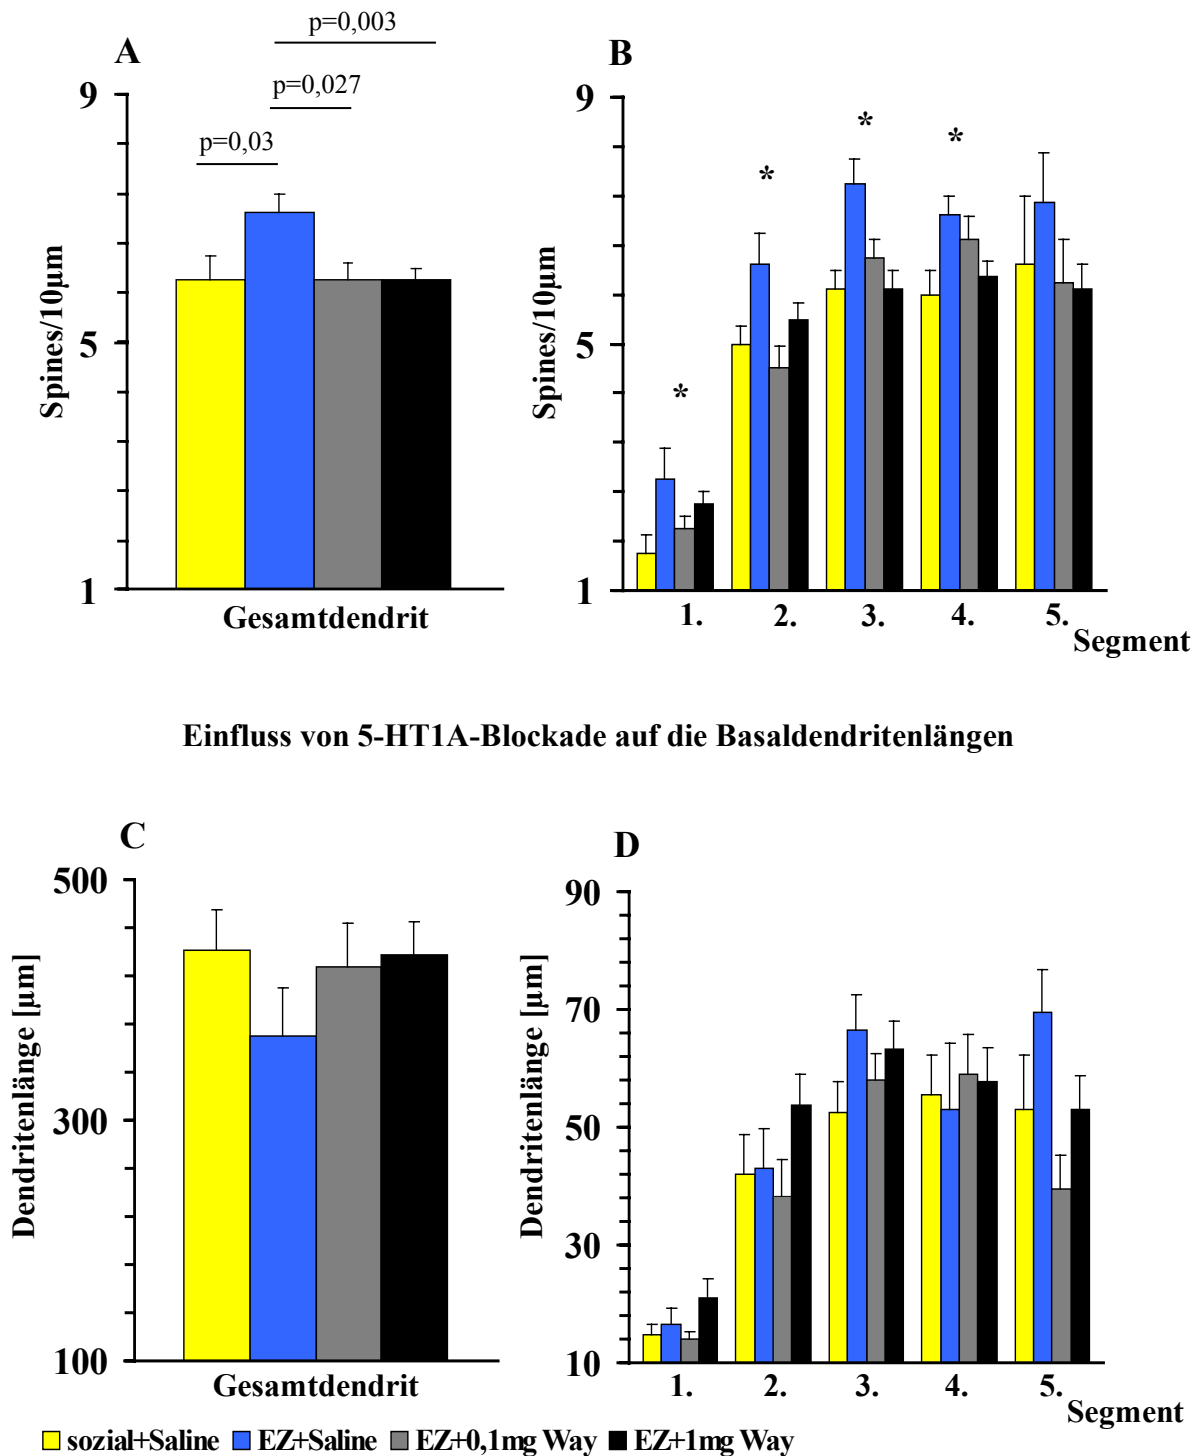 p=0,003
A
B
p=0,027
p=0,03
9
5
1
Spines/10µm
Gesamtdendrit
9
5
1
Spines/10µm
*
*
*
*
1. 2. 3. 4. 5.
Segment
Einfluss von 5-HT1A-Blockade auf die Basaldendritenlängen
C
D
500
300
100
Dendritenlänge [µm]
Gesamtdendrit
90
70
50
30
10
Dendritenlänge [µm]
1. 2. 3. 4. 5.
Segment
sozial+Saline EZ+Saline EZ+0,1mg Way EZ+1mg Way